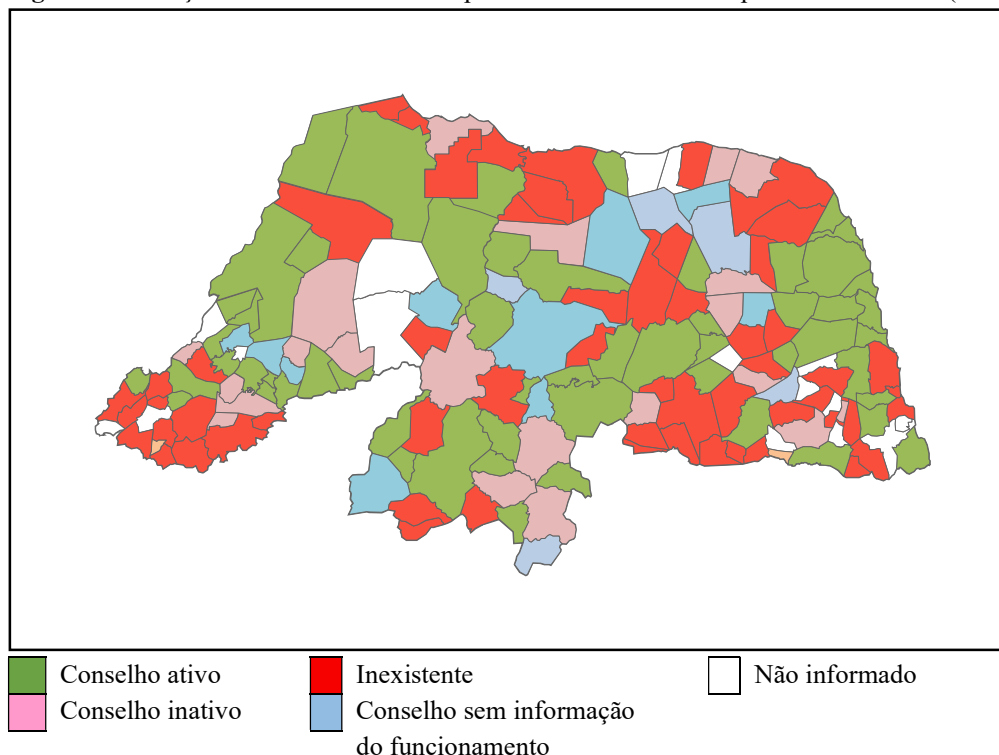 Conselho ativo
Inexistente
Não informado
Conselho inativo
Conselho sem informação
do funcionamento